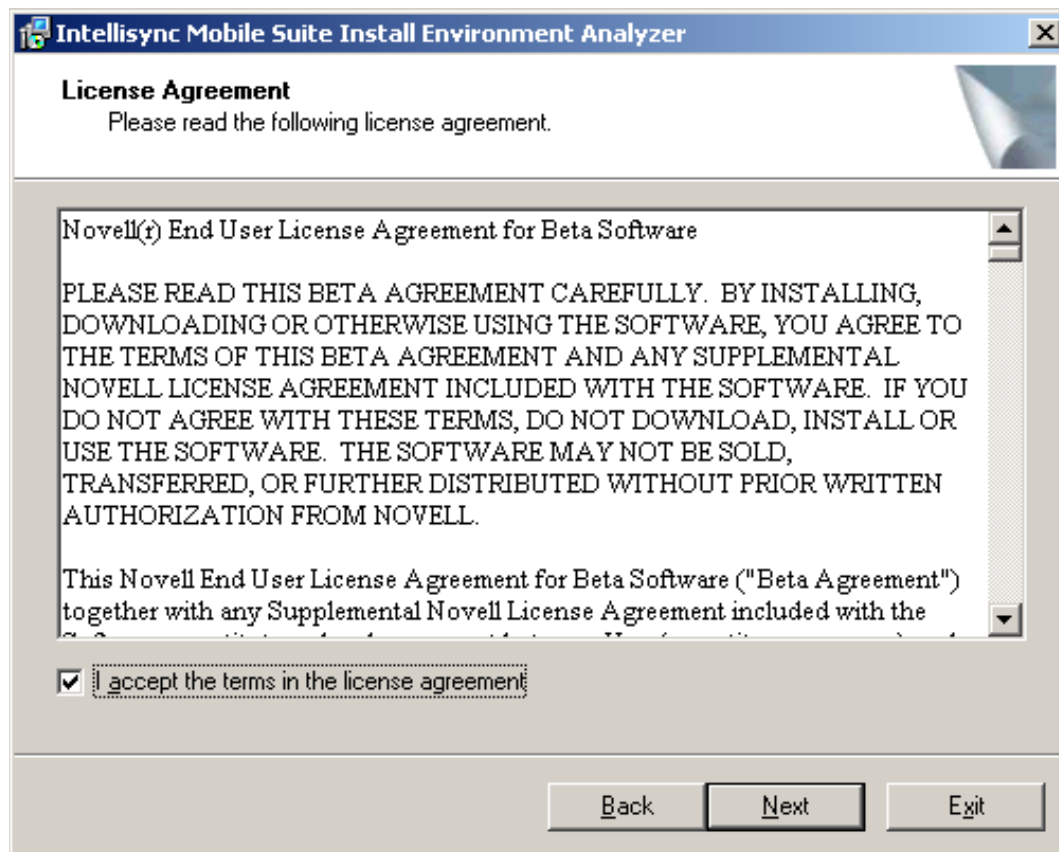 Intellisync Mobile Suite Install Environment Analyzer
License Agreement
Please read the following license agreement.
Novell(r) End User License Agreement for Beta Software
PLEASE READ THIS BETA AGREEMENT CAREFULLY.  BY INSTALLING,
DOWNLOADING OR OTHERWISE USING THE SOFTWARE, YOU AGREE TO
THE TERMS OF THIS BETA AGREEMENT AND ANY SUPPLEMENTAL
NOVELL LICENSE AGREEMENT INCLUDED WITH THE SOFTWARE.  IF YOU
DO NOT AGREE WITH THESE TERMS, DO NOT DOWNLOAD, INSTALL OR
USE THE SOFTWARE.  THE SOFTWARE MAY NOT BE SOLD,
TRANSFERRED, OR FURTHER DISTRIBUTED WITHOUT PRIOR WRITTEN
AUTHORIZATION FROM NOVELL.
This Novell End User License Agreement for Beta Software ("Beta Agreement")
together with any Supplemental Novell License Agreement included with the
I accept the terms in the license agreement
Back
Next
Exit